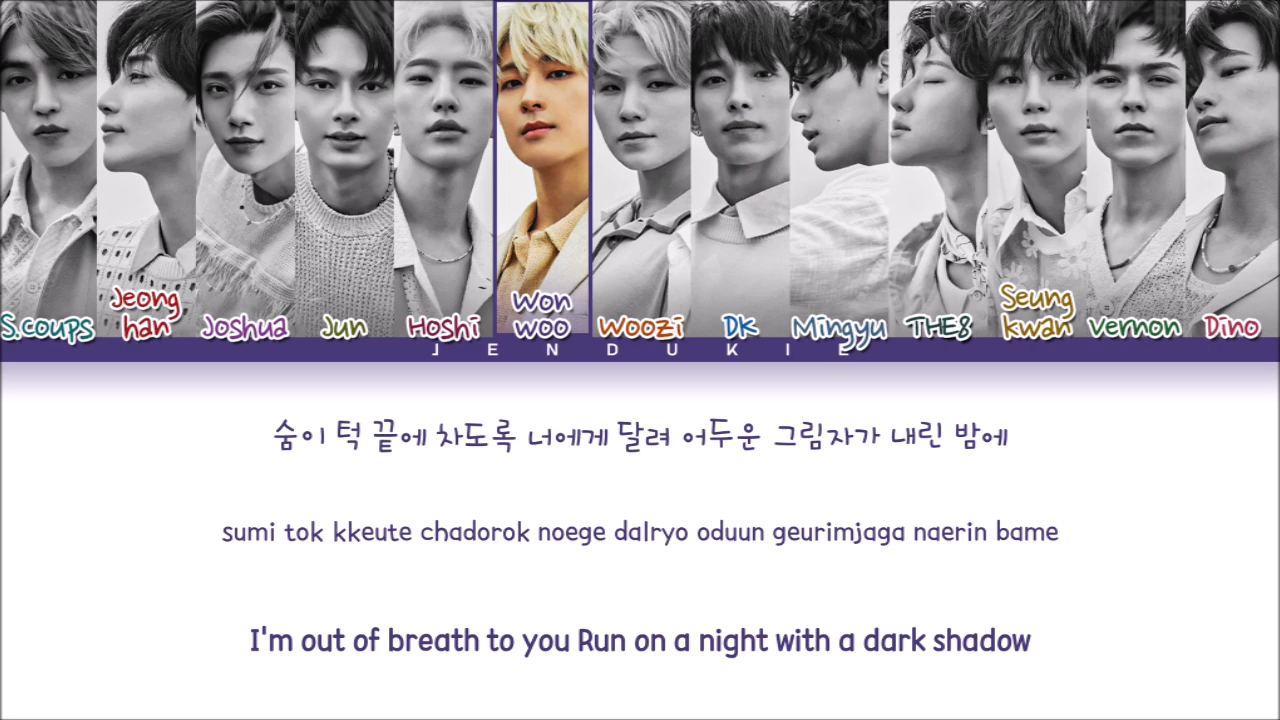 S.coups Jeong han Joshua Jun Hoshi Won woo Woozi DK Mingyu THE8 Seung kwan Vernon Dino
J E N D U K I E
숨이 턱 끝에 차도록 너에게 달려 어두운 그림자가 내린 밤에
sumi tok kkeute chadorok noege dalryo oduun geurimjaga naerin bame
I'm out of breath to you Run on a night with a dark shadow